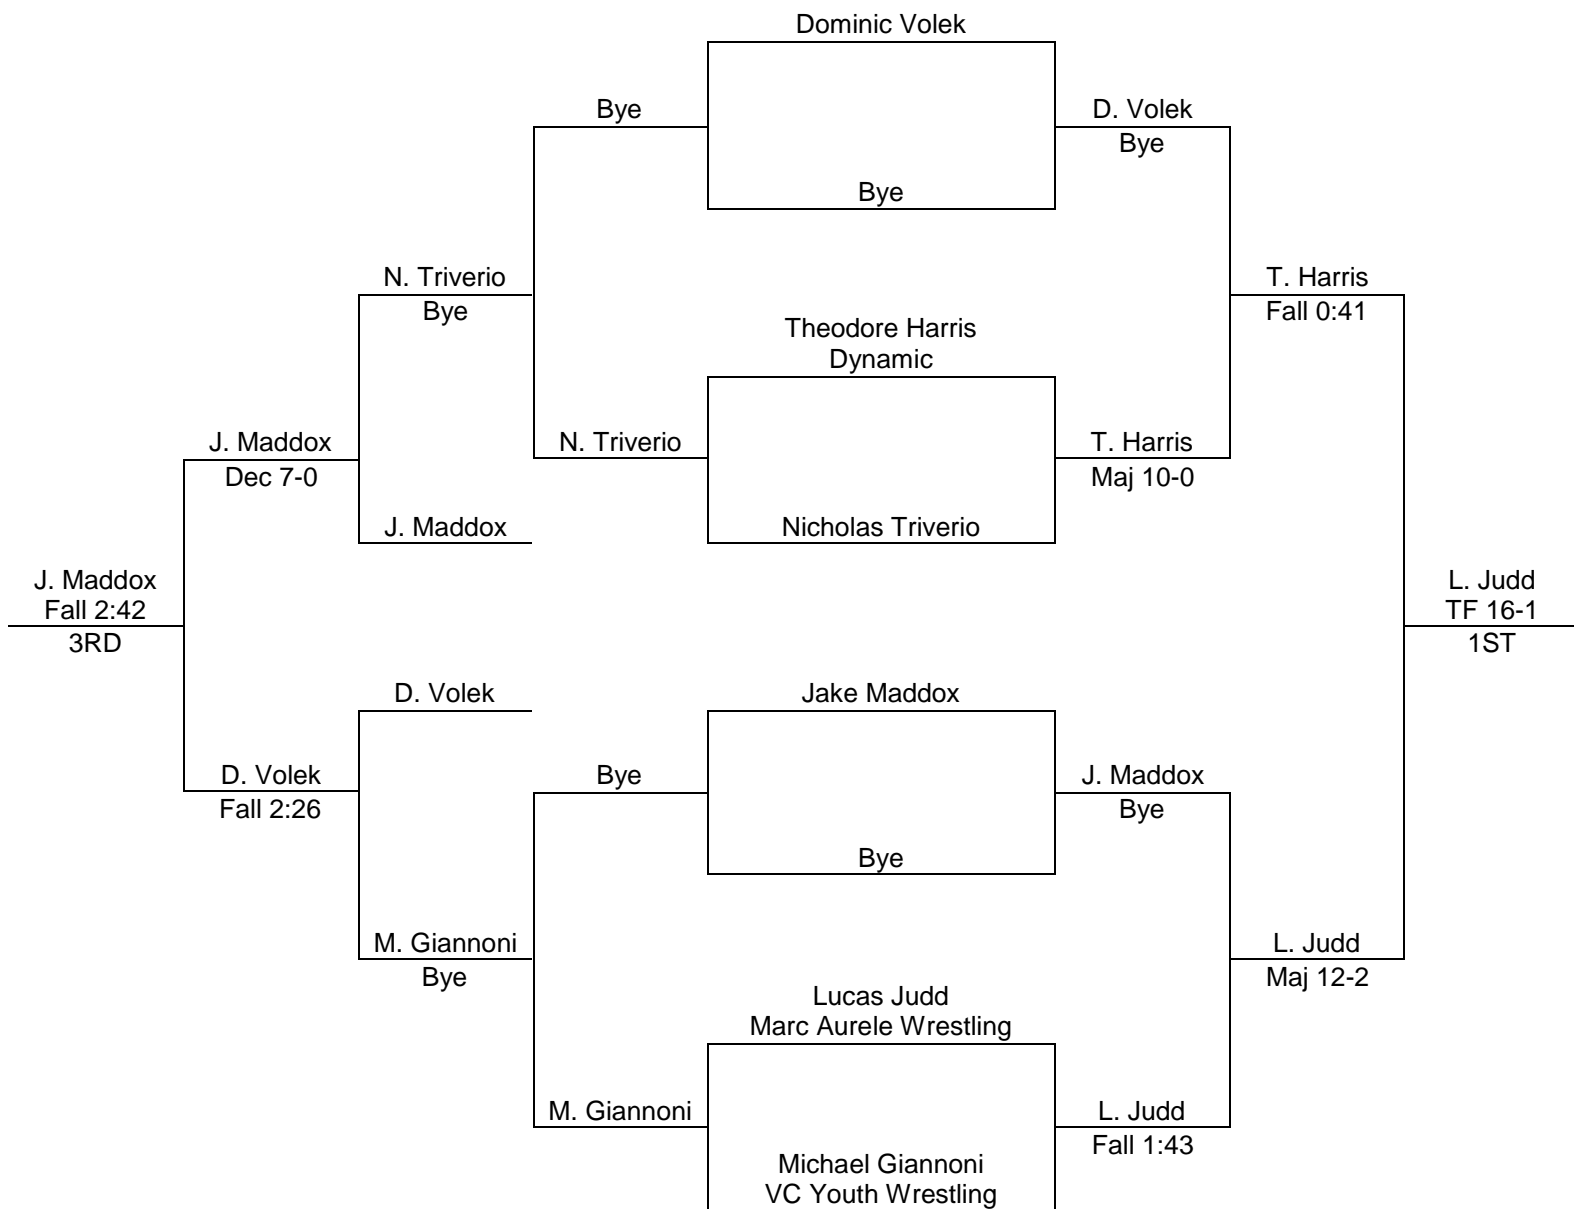 Dominic Volek
Bye
D. Volek
Bye
Bye
N. Triverio
Bye
T. Harris
Fall 0:41
Theodore Harris
Dynamic
J. Maddox
Dec 7-0
N. Triverio
T. Harris
Maj 10-0
J. Maddox
Nicholas Triverio
J. Maddox
Fall 2:42
3RD
L. Judd
TF 16-1
1ST
D. Volek
Jake Maddox
D. Volek
Fall 2:26
Bye
J. Maddox
Bye
Bye
M. Giannoni
Bye
L. Judd
Maj 12-2
Lucas Judd
Marc Aurele Wrestling
M. Giannoni
L. Judd
Fall 1:43
Michael Giannoni
VC Youth Wrestling